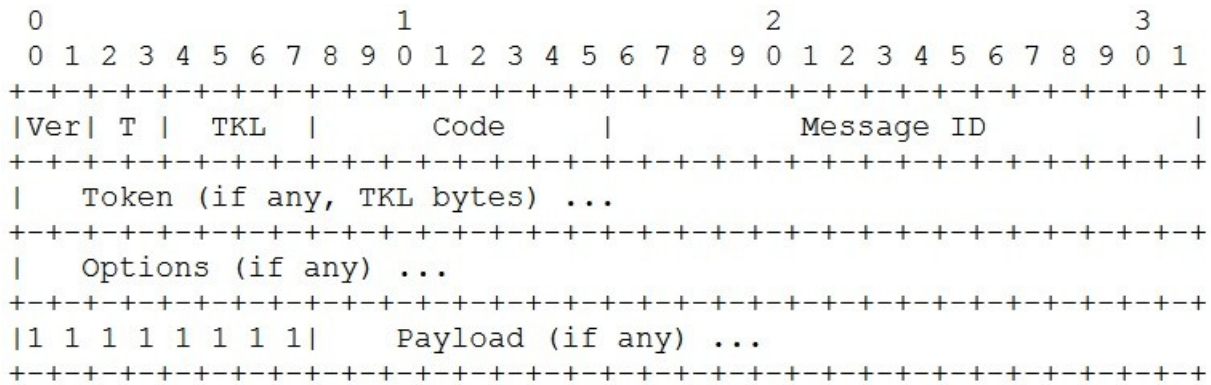 0                   1                   2                   3
 0 1 2 3 4 5 6 7 8 9 0 1 2 3 4 5 6 7 8 9 0 1 2 3 4 5 6 7 8 9 0 1
+-+-+-+-+-+-+-+-+-+-+-+-+-+-+-+-+-+-+-+-+-+-+-+-+-+-+-+-+-+-+-+-+
|Ver| T |  TKL  |      Code     |          Message ID           |
+-+-+-+-+-+-+-+-+-+-+-+-+-+-+-+-+-+-+-+-+-+-+-+-+-+-+-+-+-+-+-+-+
|   Token (if any, TKL bytes) ...
+-+-+-+-+-+-+-+-+-+-+-+-+-+-+-+-+-+-+-+-+-+-+-+-+-+-+-+-+-+-+-+-+
|   Options (if any) ...
+-+-+-+-+-+-+-+-+-+-+-+-+-+-+-+-+-+-+-+-+-+-+-+-+-+-+-+-+-+-+-+-+
|1 1 1 1 1 1 1 1|    Payload (if any) ...
+-+-+-+-+-+-+-+-+-+-+-+-+-+-+-+-+-+-+-+-+-+-+-+-+-+-+-+-+-+-+-+-+